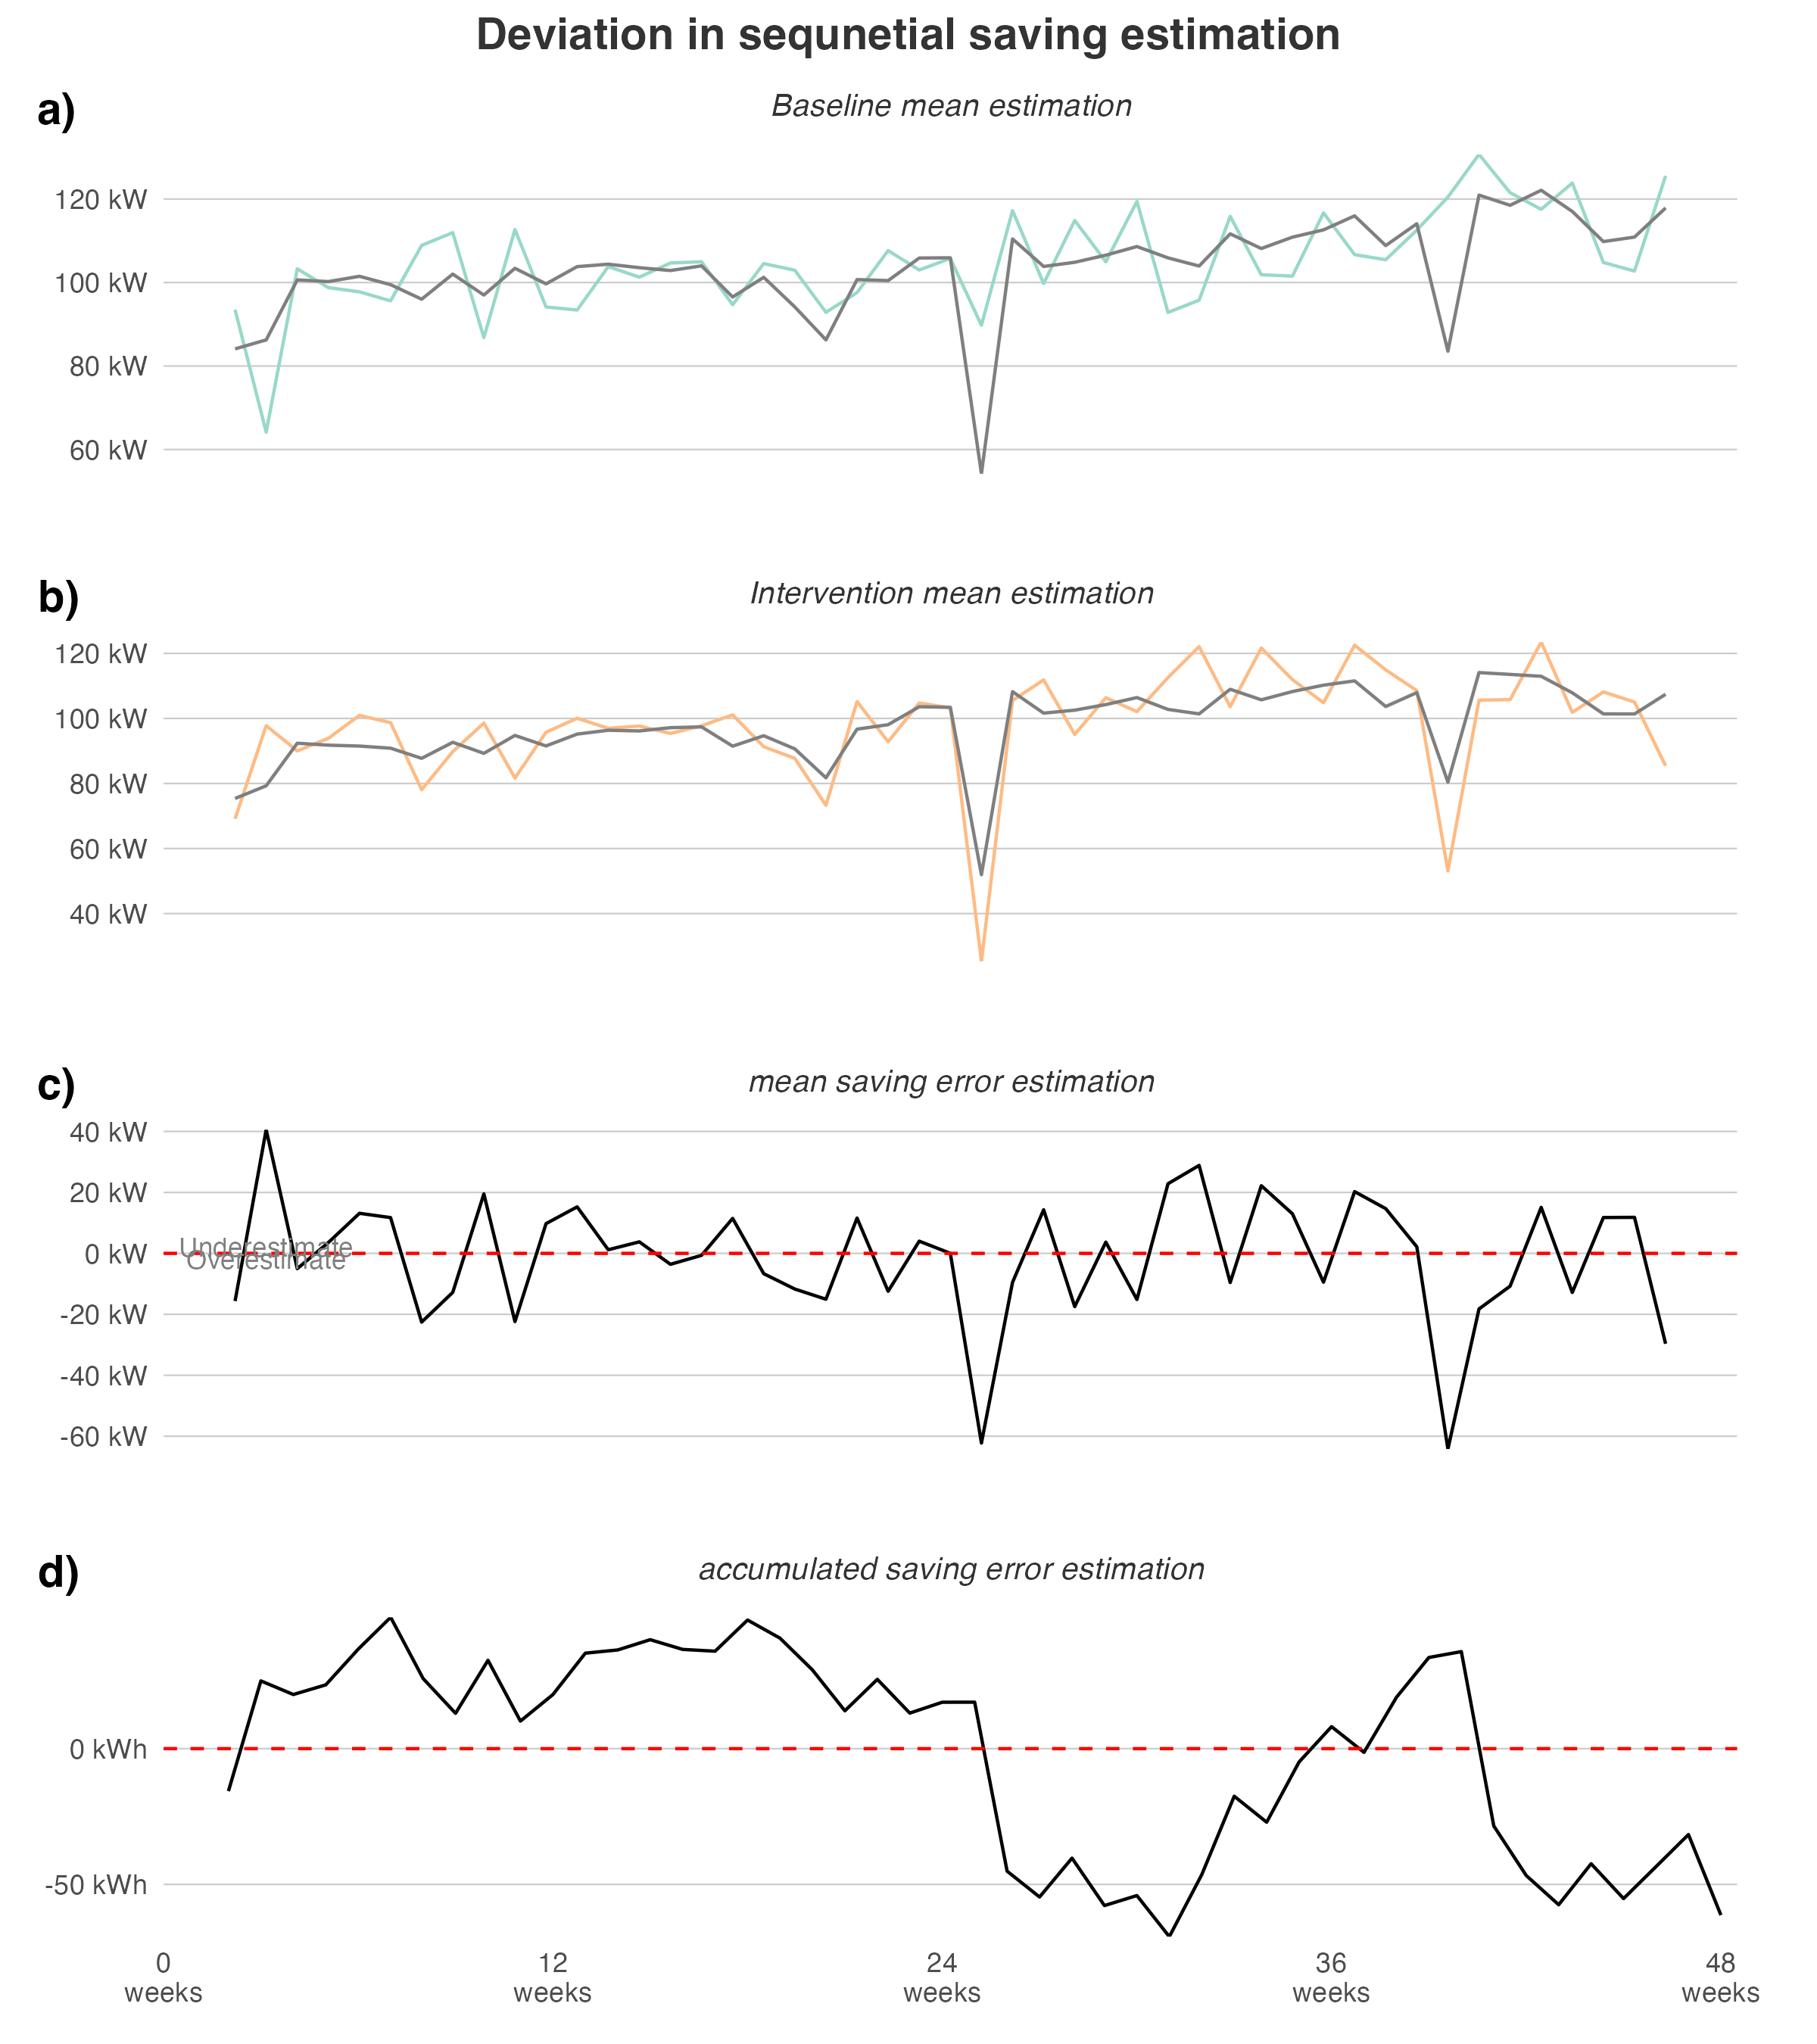 Deviation in sequnetial saving estimation
a)
Baseline mean estimation
120 kW
100 kW
80 kW
60 kW
b)
Intervention mean estimation
120 kW
100 kW
80 kW
60 kW
40 kW
c)
mean saving error estimation
40 kW
20 kW
0 kW
-20 kW
-40 kW
-60 kW
Underestimate
Overestimate
d)
accumulated saving error estimation
0 kWh
-50 kWh
0
weeks
12
weeks
24
weeks
36
weeks
48
weeks